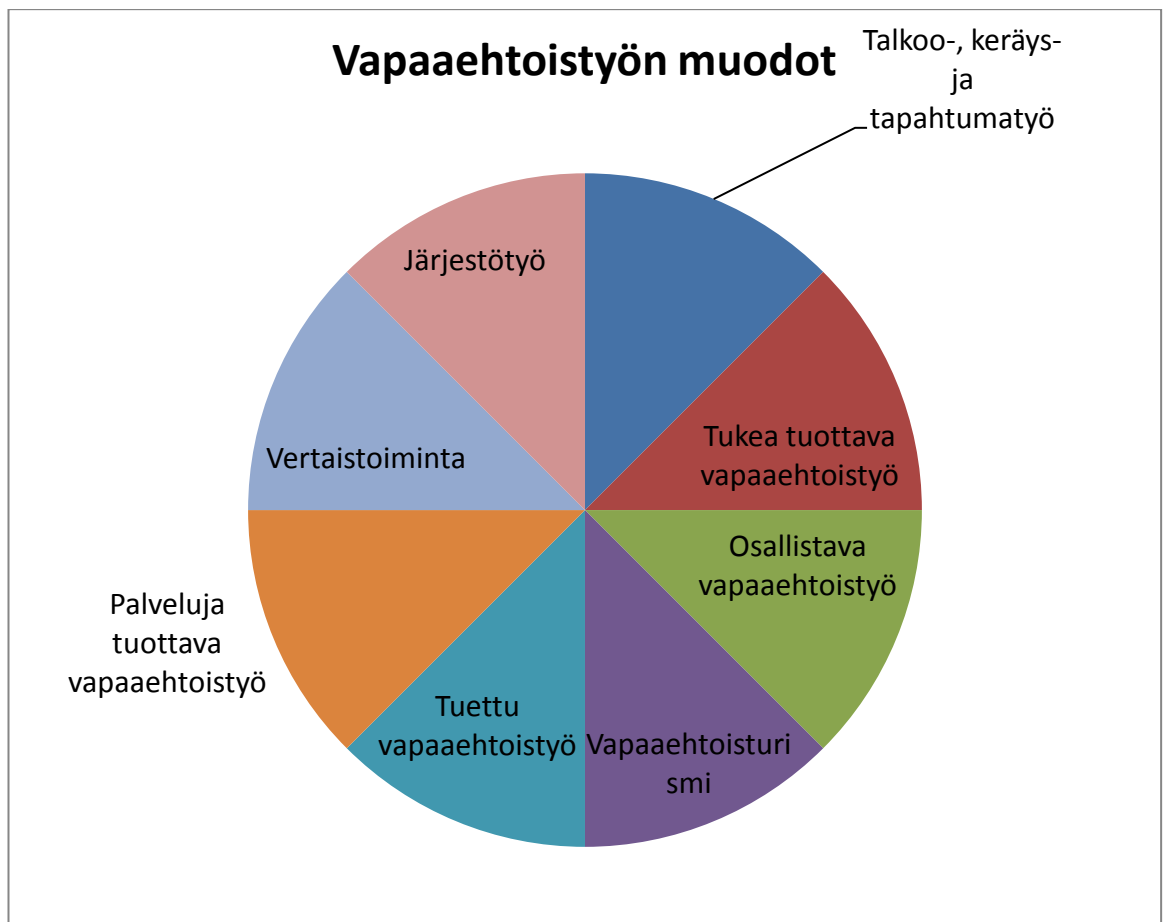 Vapaaehtoistyön muodot
Talkoo-, keräys-
ja
tapahtumatyö
Tukea tuottava
vapaaehtoistyö
Osallistava
vapaaehtoistyö
Vapaaehtoisturi
smi
Tuettu
vapaaehtoistyö
Palveluja
tuottava
vapaaehtoistyö
Vertaistoiminta
Järjestötyö